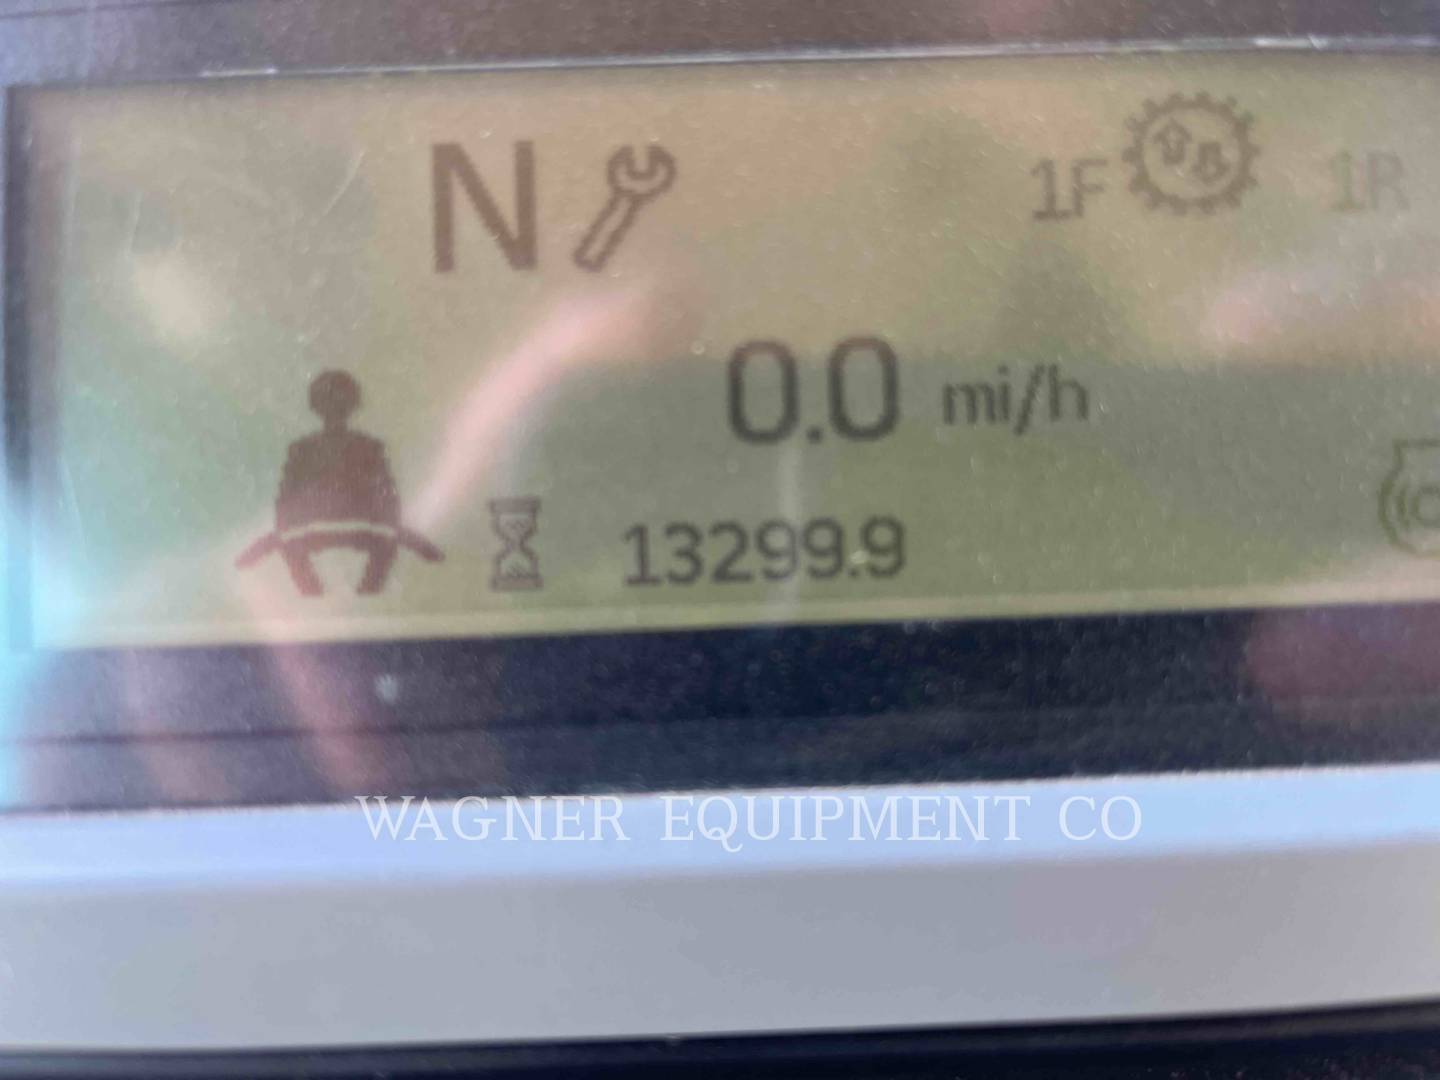 N 1F 1R
0.0 mi/h
13299.9
WAGNER EQUIPMENT CO